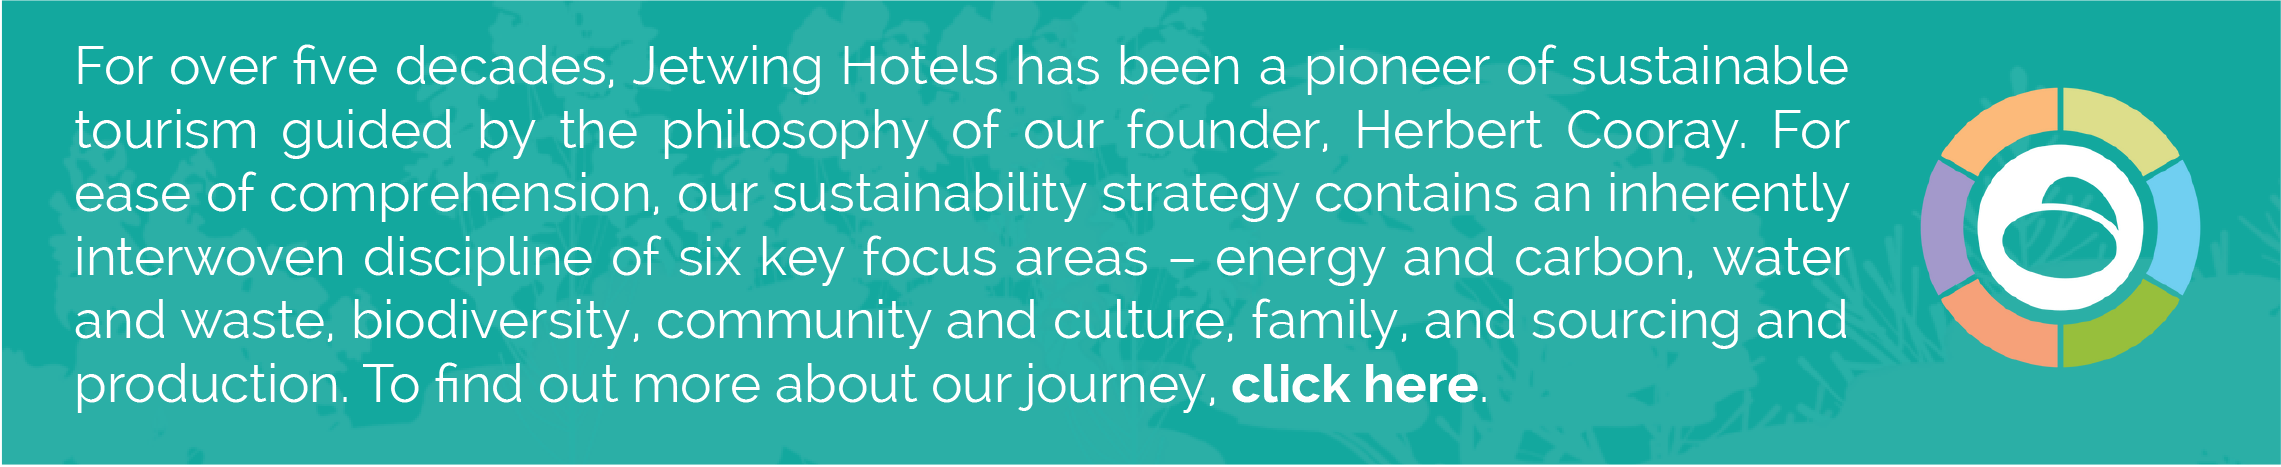 For over five decades, Jetwing Hotels has been a pioneer of sustainable
tourism guided by the philosophy of our founder, Herbert Cooray. For
ease of comprehension, our sustainability strategy contains an inherently
interwoven discipline of six key focus areas – energy and carbon, water
and waste, biodiversity, community and culture, family, and sourcing and
production. To find out more about our journey, click here.